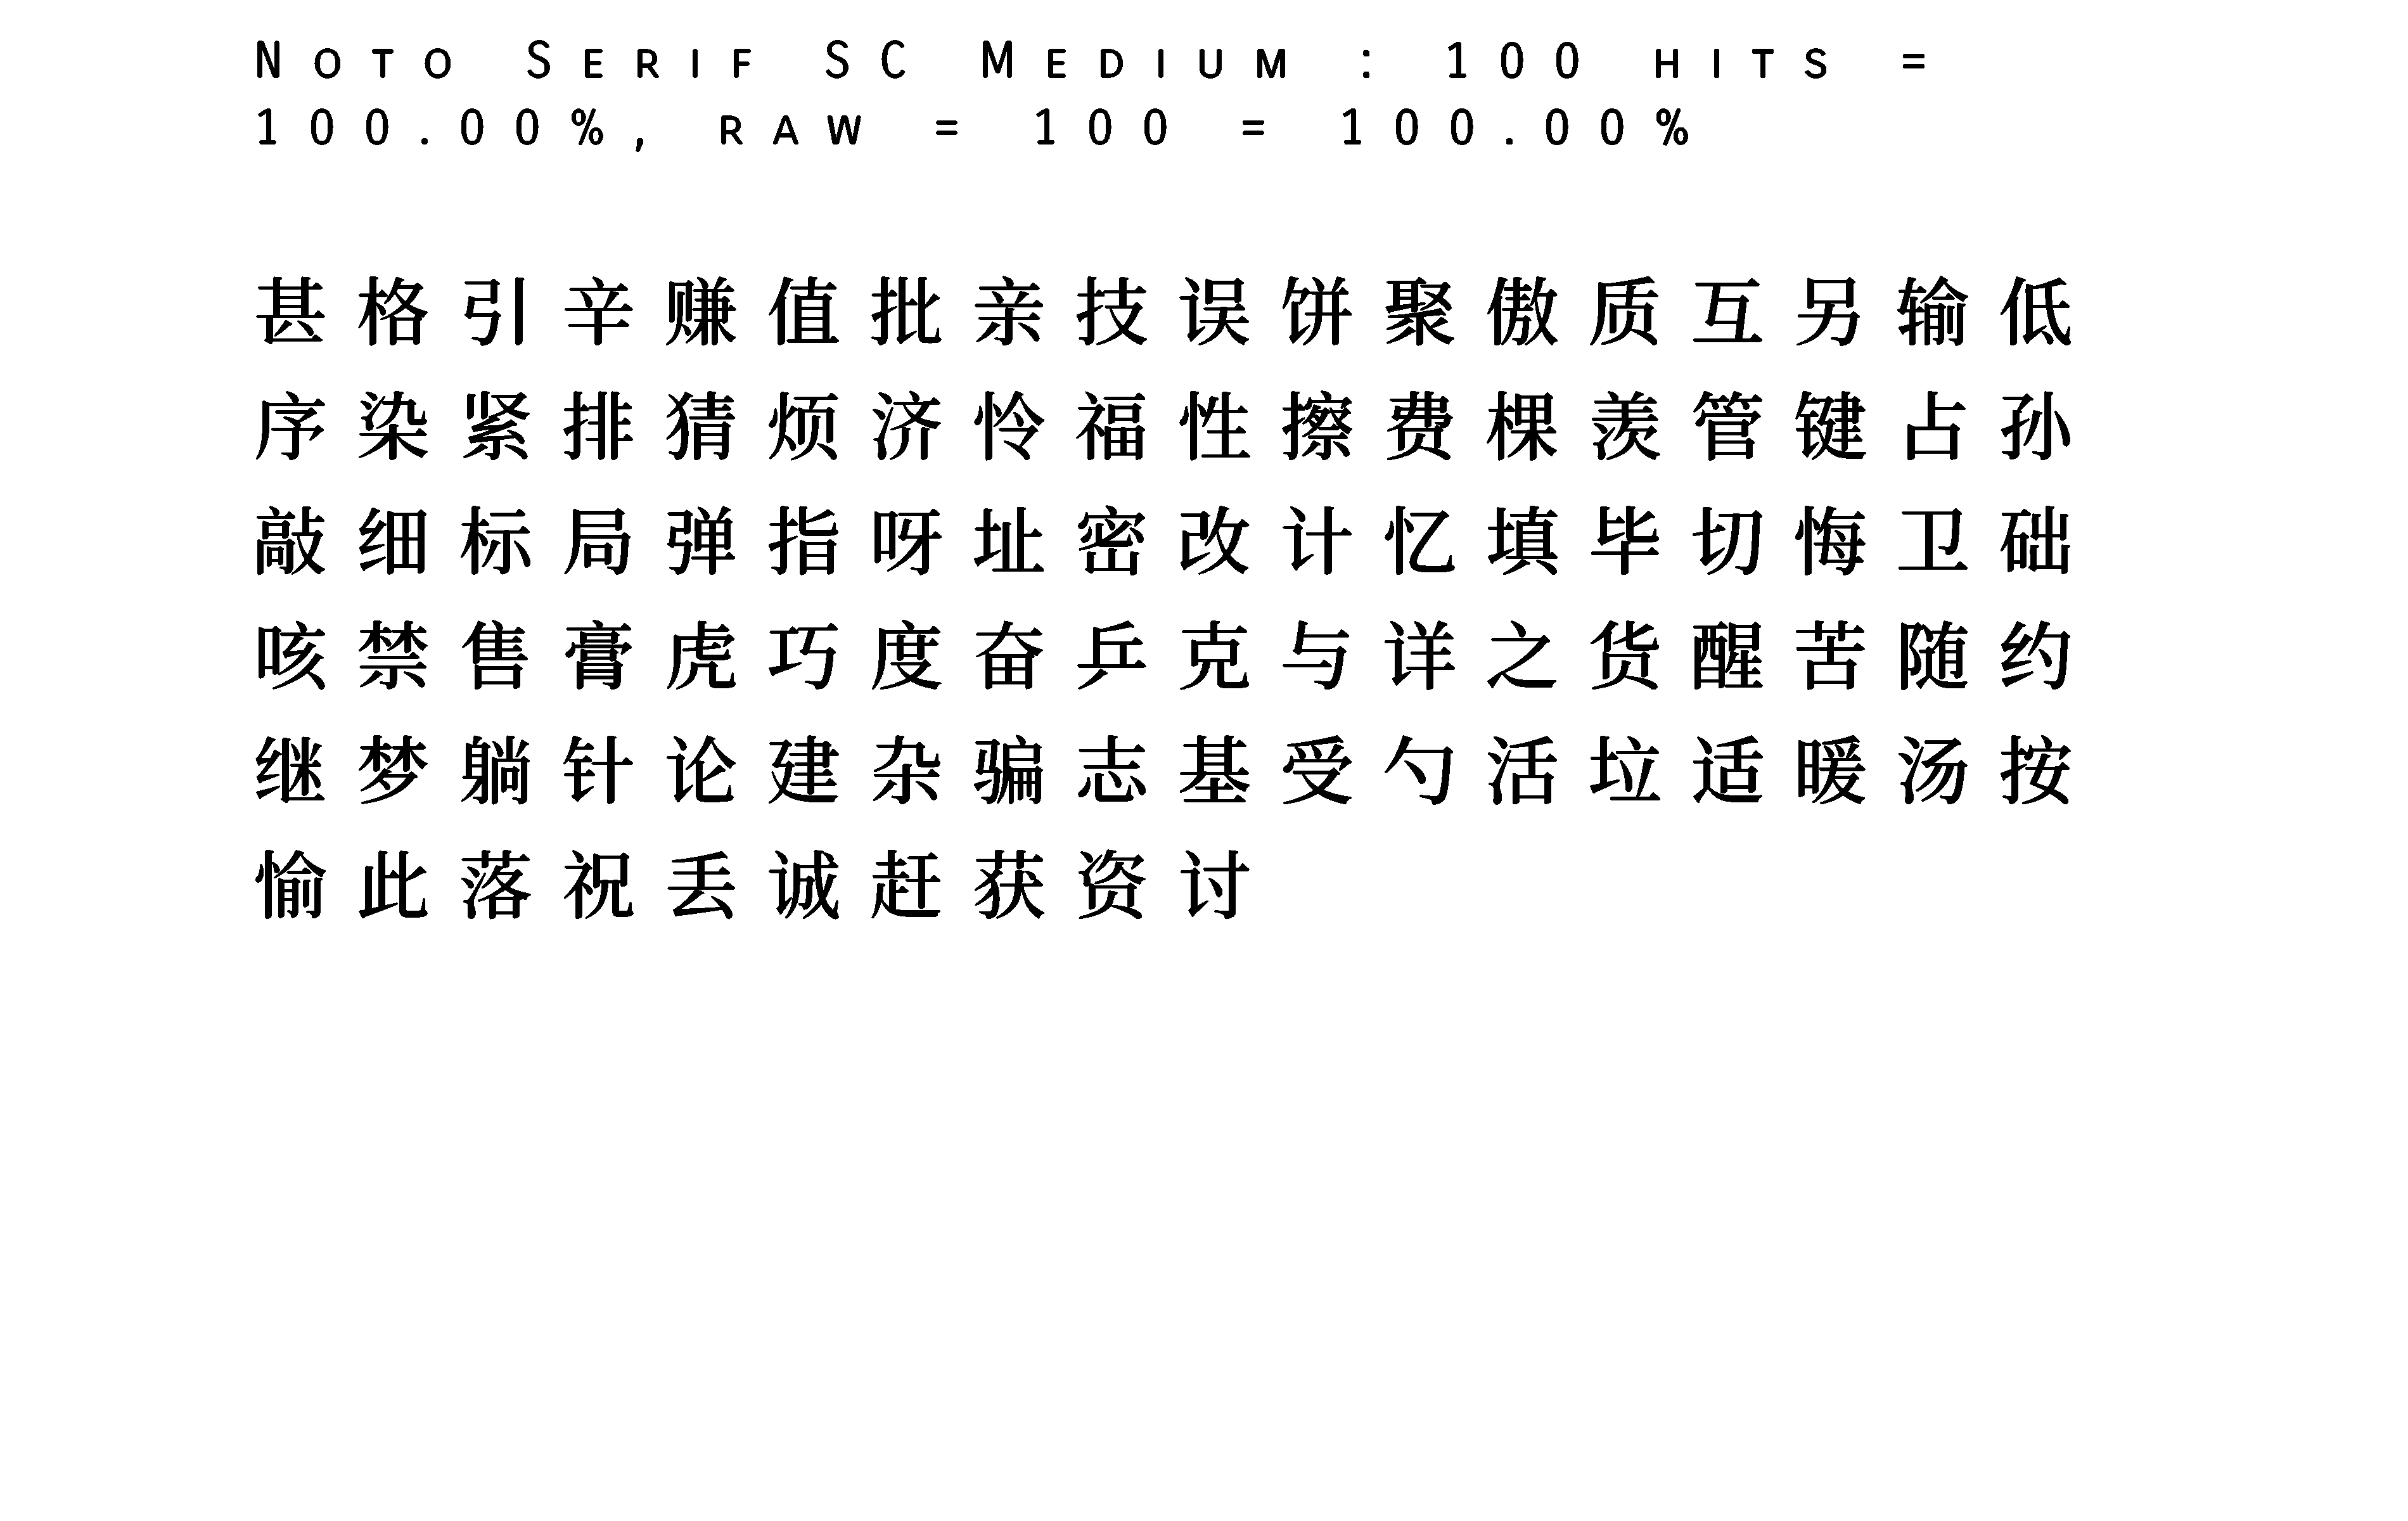 Noto Serif SC Medium : 100 hits =
100.00%, raw = 100 = 100.00%
甚格引辛赚值批亲技误饼聚傲质互另输低
序染紧排猜烦济怜福性擦费棵羡管键占孙
敲细标局弹指呀址密改计忆填毕切悔卫础
咳禁售膏虎巧度奋乒克与详之货醒苦随约
继梦躺针论建杂骗志基受勺活垃适暖汤按
愉此落祝丢诚赶获资讨